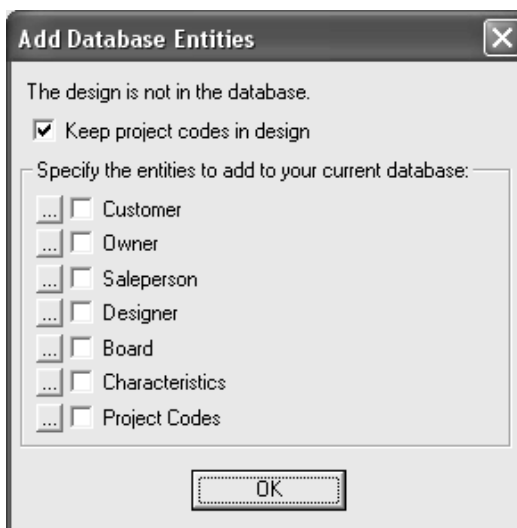 Add Database Entities
The design is not in the database.
Keep project codes in design
Specify the entities to add to your current database:
... Customer
... Owner
... Saleperson
... Designer
... Board
... Characteristics
... Project Codes
OK